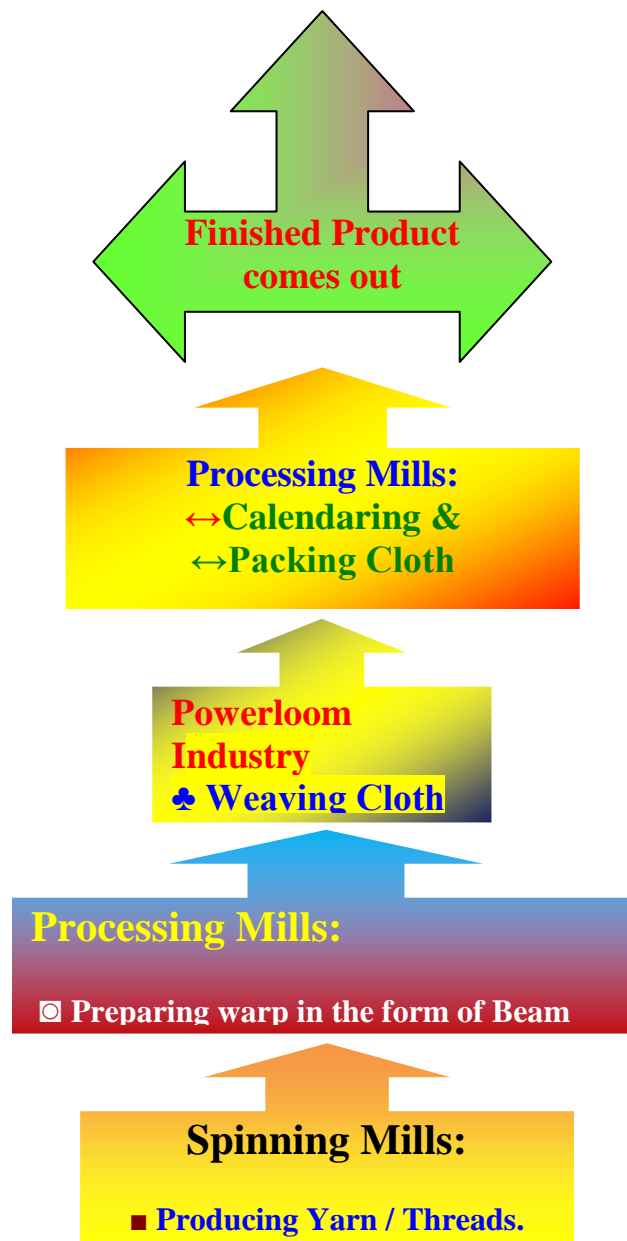 Finished Product
comes out
Processing Mills:
↔Calendaring &
↔Packing Cloth
Powerloom
Industry
♣ Weaving Cloth
Processing Mills:
◙ Preparing warp in the form of Beam
Spinning Mills:
■ Producing Yarn / Threads.